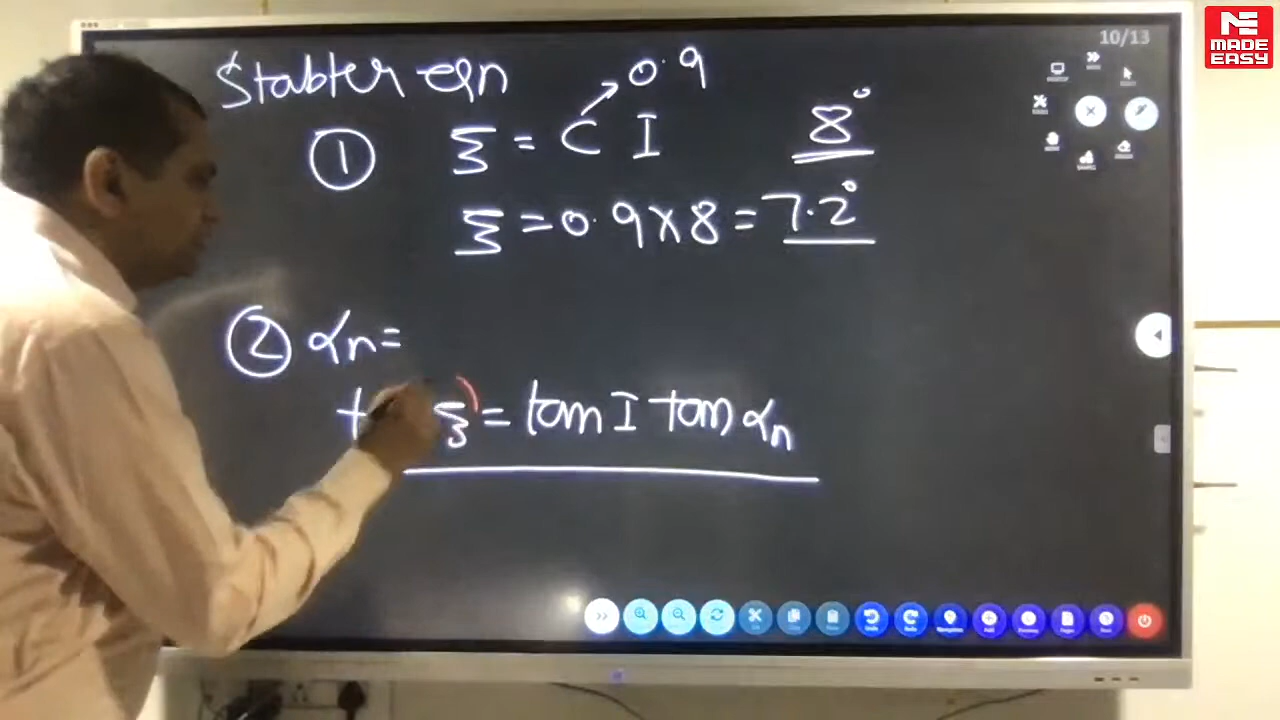 10/13
MADE EASY
Stabler eqn
0.9
① ξ = C I 8°
ξ = 0.9 × 8 = 7.2°
② αn =
ξ = tan I tan αn